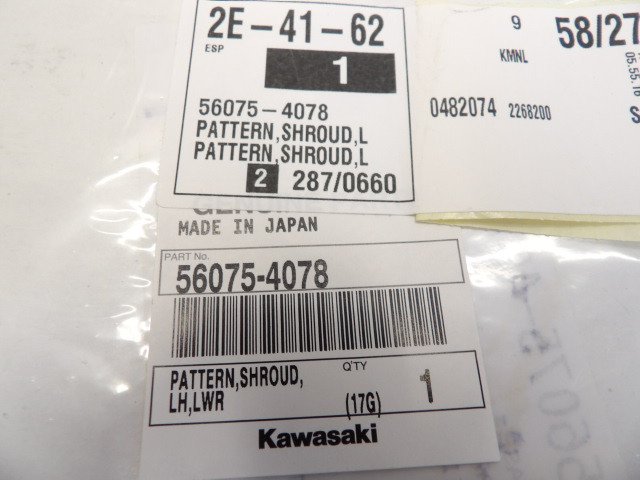 2E-41-62
ESP
1
56075-4078
PATTERN,SHROUD,L
PATTERN,SHROUD,L
2 287/0660
9
58/27
KMNL
0482074 2268200
S
GENUINE
MADE IN JAPAN
PART No.
56075-4078
PATTERN,SHROUD,
LH,LWR
Q'TY
(17G)
1
Kawasaki